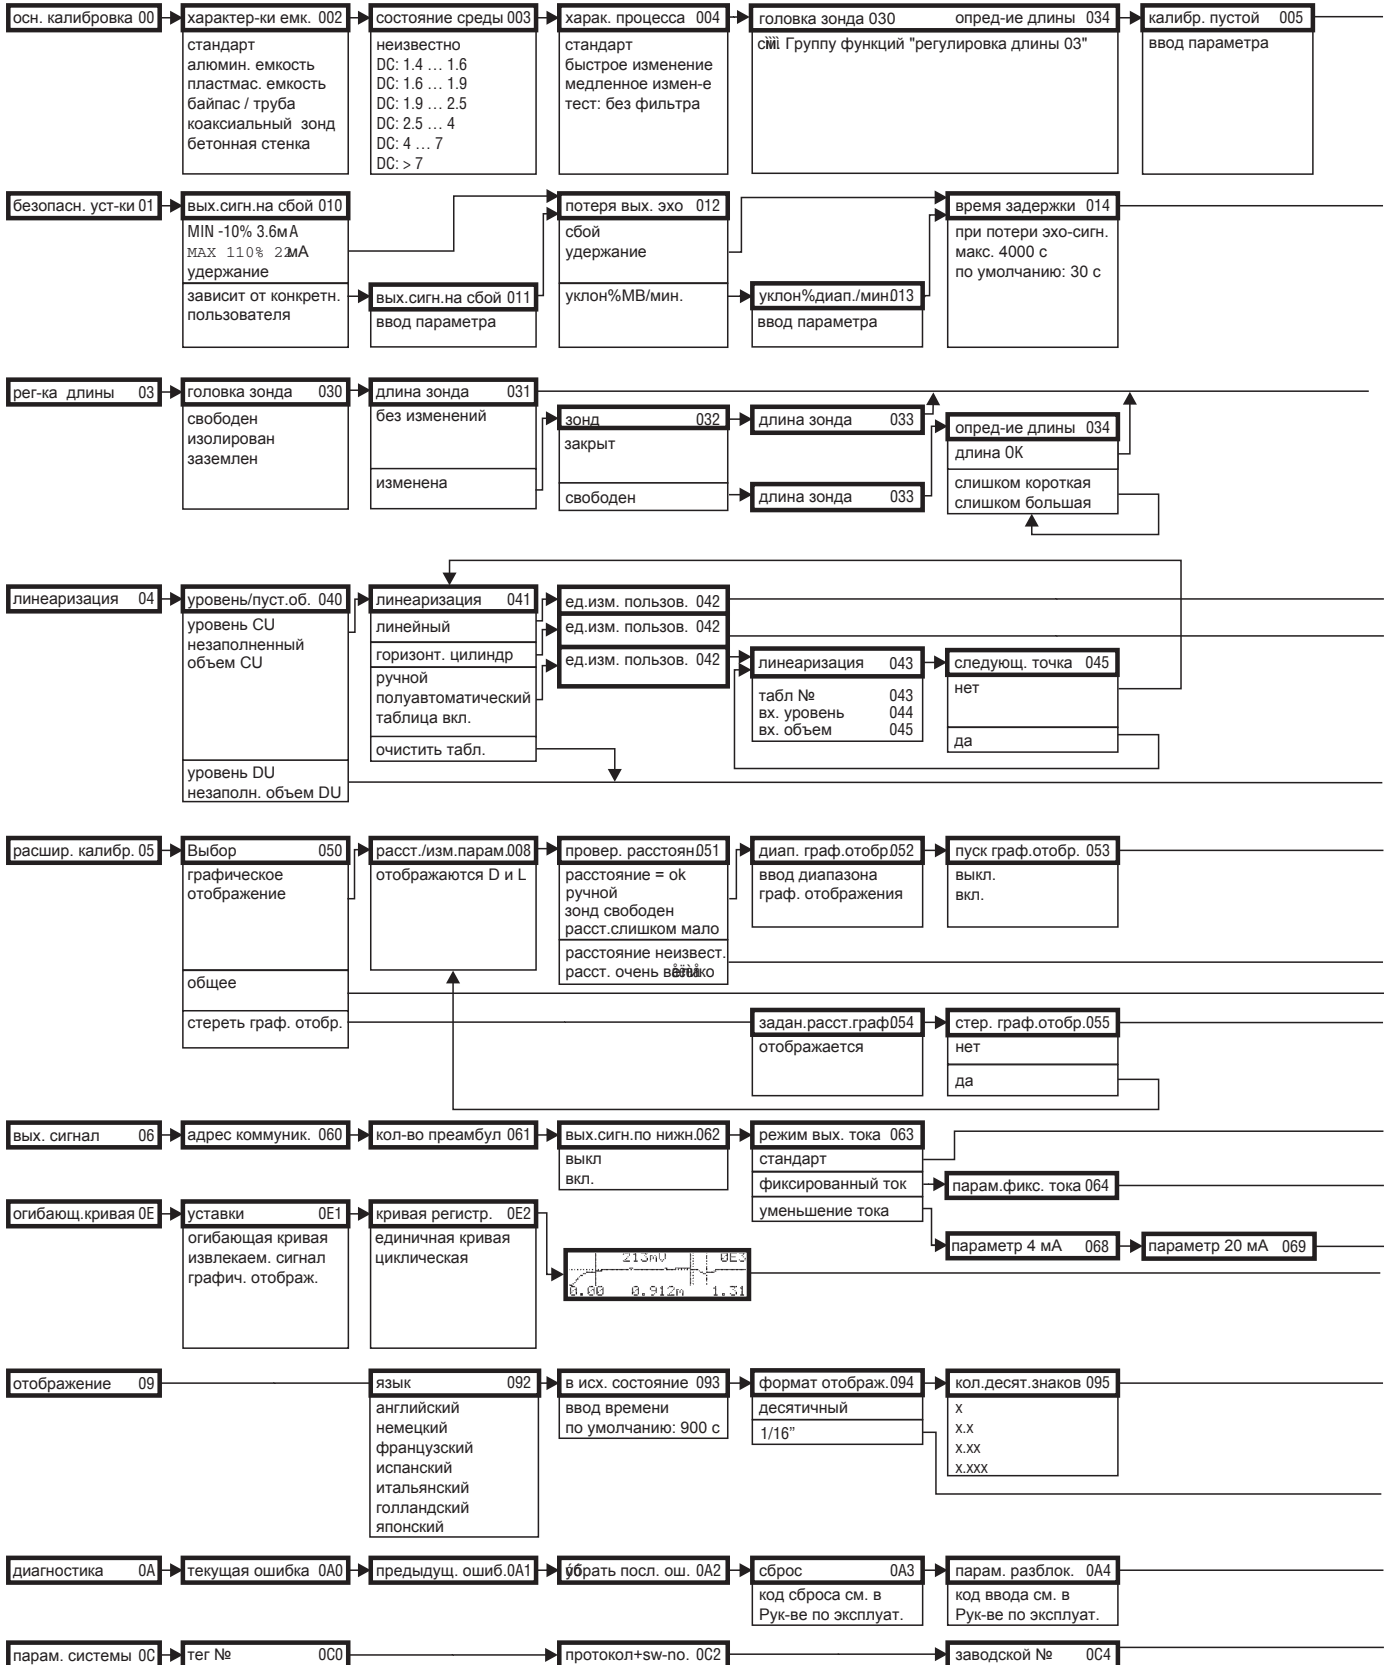 осн. калибровка 00
характер-ки емк. 002
стандарт
алюмин. емкость
пластмас. емкость
байпас / труба
коаксиальный зонд
бетонная стенка
состояние среды 003
неизвестно
DC: 1.4 … 1.6
DC: 1.6 … 1.9
DC: 1.9 … 2.5
DC: 2.5 … 4
DC: 4 … 7
DC: > 7
харак. процесса 004
стандарт
быстрое изменение
медленное измен-е
тест: без фильтра
головка зонда 030 опред-ие длины 034
Группу функций "регулировка длины 03"
калибр. пустой 005
ввод параметра
безопасн. уст-ки 01
вых.сигн.на сбой 010
MIN -10% 3.6мА
MAX 110% 22мА
удержание
зависит от конкретн.
пользователя
вых.сигн.на сбой 011
ввод параметра
потеря вых. эхо 012
сбой
удержание
уклон%МВ/мин.
уклон%диап./мин.013
ввод параметра
время задержки 014
при потери эхо-сигн.
макс. 4000 с
по умолчанию: 30 с
рег-ка длины 03
головка зонда 030
свободен
изолирован
заземлен
длина зонда 031
без изменений
изменена
зонд 032
закрыт
свободен
длина зонда 033
длина зонда 033
опред-ие длины 034
длина 0K
слишком короткая
слишком большая
линеаризация 04
уровень/пуст.об. 040
уровень CU
незаполненный
объем CU
уровень DU
незаполн. объем DU
линеаризация 041
линейный
горизонт. цилиндр
ручной
полуавтоматический
таблица вкл.
очистить табл.
ед.изм. пользов. 042
ед.изм. пользов. 042
ед.изм. пользов. 042
линеаризация 043
табл № 043
вх. уровень 044
вх. объем 045
следующ. точка 045
нет
да
расшир. калибр. 05
Выбор 050
графическое
отображение
общее
стереть граф. отобр.
расст./изм.парам.008
отображаются D и L
провер. расстоян.051
расстояние = ok
ручной
зонд свободен
расст.слишком мало
расстояние неизвест.
расст. очень велико
диап. граф.отобр.052
ввод диапазона
граф. отображения
пуск граф.отобр. 053
выкл.
вкл.
задан.расст.граф.054
отображается
стер. граф.отобр.055
нет
да
вых. сигнал 06
адрес коммуник. 060
кол-во преамбул 061
вых.сигн.по нижн.062
выкл
вкл.
режим вых. тока 063
стандарт
фиксированный ток
уменьшение тока
парам.фикс. тока 064
параметр 4 мА 068
параметр 20 мА 069
огибающ.кривая 0E
уставки 0E1
огибающая кривая
извлекаем. сигнал
графич. отображ.
кривая регистр. 0E2
единичная кривая
циклическая
213mV 0E3
0.00 0.912m 1.31
отображение 09
язык 092
английский
немецкий
французский
испанский
итальянский
голландский
японский
в исх. состояние 093
ввод времени
по умолчанию: 900 с
формат отображ.094
десятичный
1/16”
кол.десят.знаков 095
x
x.x
x.xx
x.xxx
диагностика 0A
текущая ошибка 0A0
предыдущ. ошиб.0A1
убрать посл. ош. 0A2
сброс 0A3
код сброса см. в
Рук-ве по эксплуат.
парам. разблок. 0A4
код ввода см. в
Рук-ве по эксплуат.
парам. системы 0C
тег № 0C0
протокол+sw-no. 0C2
заводской № 0C4